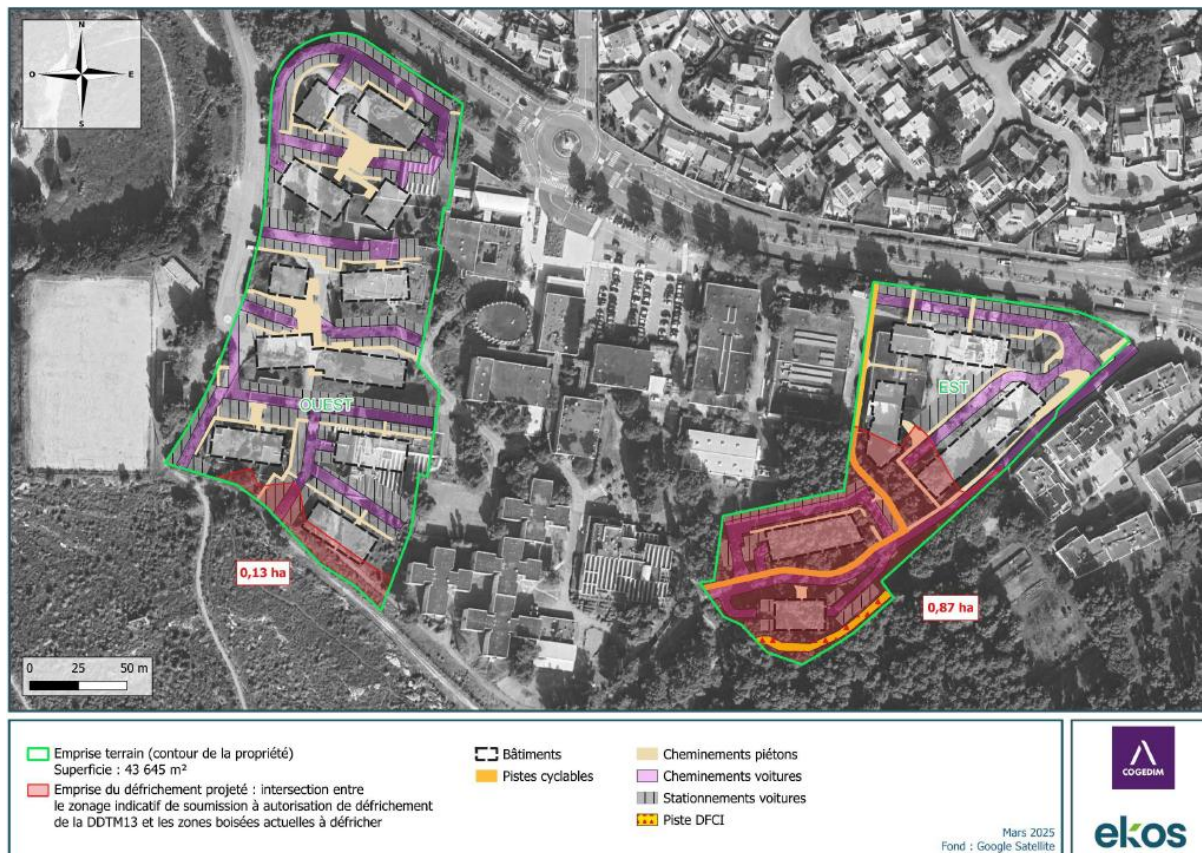 N
O
E
S
OUEST
EST
0,13 ha
0,87 ha
0 25 50 m
Emprise terrain (contour de la propriété)
Superficie : 43 645 m²
Emprise du défrichement projeté : intersection entre
le zonage indicatif de soumission à autorisation de défrichement
de la DDTM13 et les zones boisées actuelles à défricher
Bâtiments
Pistes cyclables
Cheminements piétons
Cheminements voitures
Stationnements voitures
Piste DFCI
Mars 2025
Fond : Google Satellite
COGEDIM
ekos